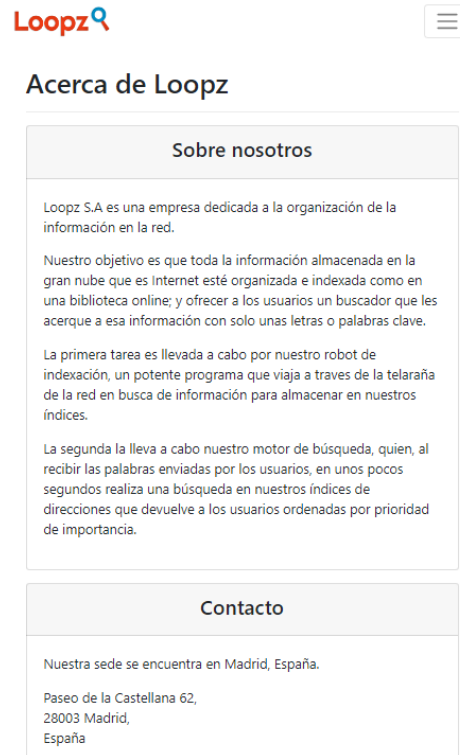 Loopz
Acerca de Loopz
Sobre nosotros
Loopz S.A es una empresa dedicada a la organización de la
información en la red.
Nuestro objetivo es que toda la información almacenada en la
gran nube que es Internet esté organizada e indexada como en
una biblioteca online; y ofrecer a los usuarios un buscador que les
acerque a esa información con solo unas letras o palabras clave.
La primera tarea es llevada a cabo por nuestro robot de
indexación, un potente programa que viaja a traves de la telaraña
de la red en busca de información para almacenar en nuestros
índices.
La segunda la lleva a cabo nuestro motor de búsqueda, quien, al
recibir las palabras enviadas por los usuarios, en unos pocos
segundos realiza una búsqueda en nuestros índices de
direcciones que devuelve a los usuarios ordenadas por prioridad
de importancia.
Contacto
Nuestra sede se encuentra en Madrid, España.
Paseo de la Castellana 62,
28003 Madrid,
España